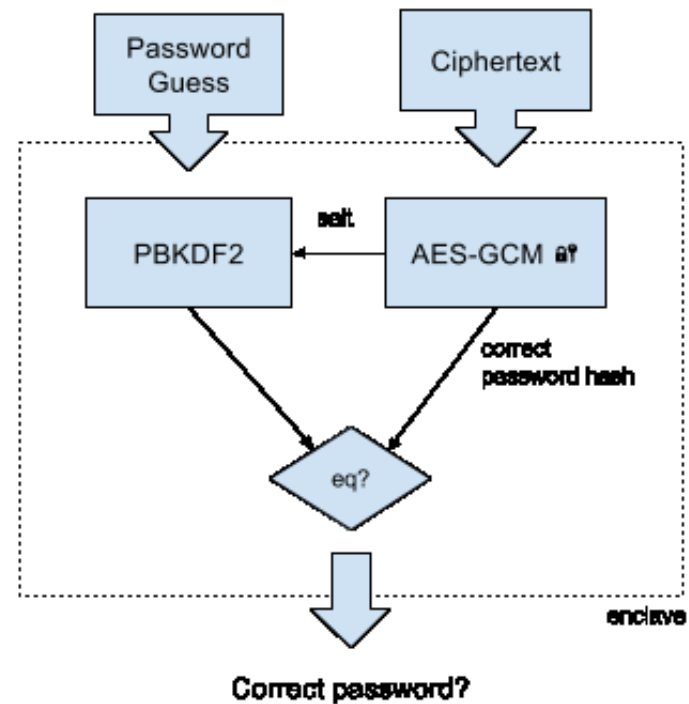 Password
Guess
Ciphertext
salt
PBKDF2
AES-GCM
correct
password hash
eq?
enclave
Correct password?